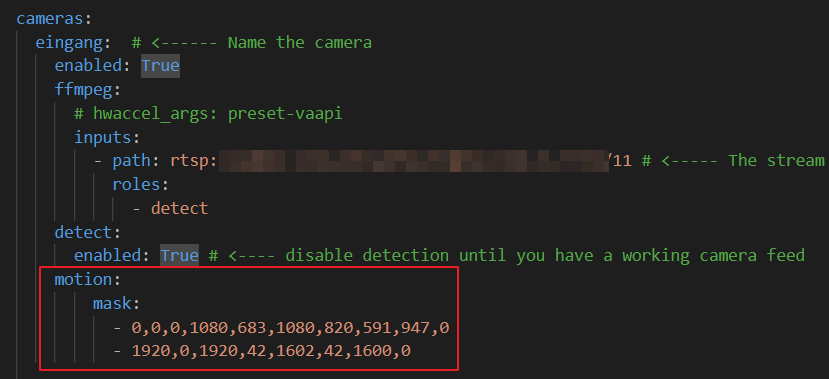 cameras:
eingang:  # <------ Name the camera
enabled: True
ffmpeg:
# hwaccel_args: preset-vaapi
inputs:
- path: rtsp: /11 # <----- The stream
roles:
- detect
detect:
enabled: True # <---- disable detection until you have a working camera feed
motion:
mask:
- 0,0,0,1080,683,1080,820,591,947,0
- 1920,0,1920,42,1602,42,1600,0